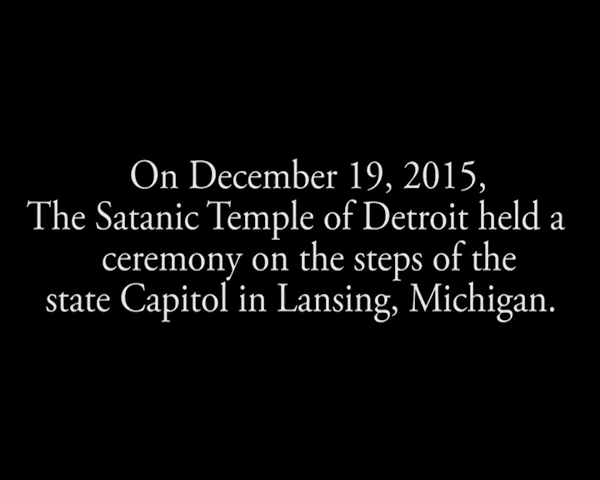 On December 19, 2015,
The Satanic Temple of Detroit held a
ceremony on the steps of the
state Capitol in Lansing, Michigan.